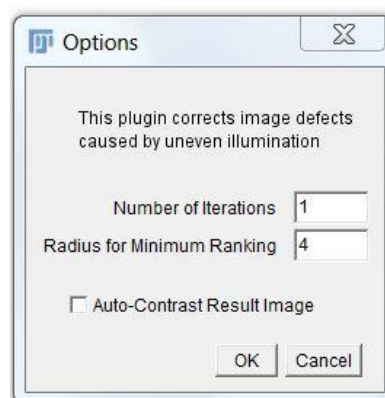 Options
This plugin corrects image defects
caused by uneven illumination
Number of Iterations 1
Radius for Minimum Ranking 4
Auto-Contrast Result Image
OK Cancel